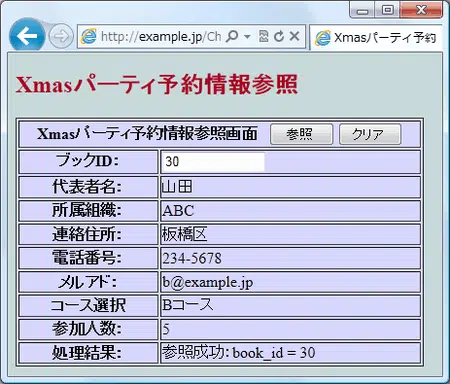 http://example.jp/Ch
Xmasパーティ予約
Xmasパーティ予約情報参照
Xmasパーティ予約情報参照画面 参照 クリア
ブックID: 30
代表者名: 山田
所属組織: ABC
連絡住所: 板橋区
電話番号: 234-5678
メルアド: b@example.jp
コース選択 Bコース
参加人数: 5
処理結果: 参照成功:book_id = 30